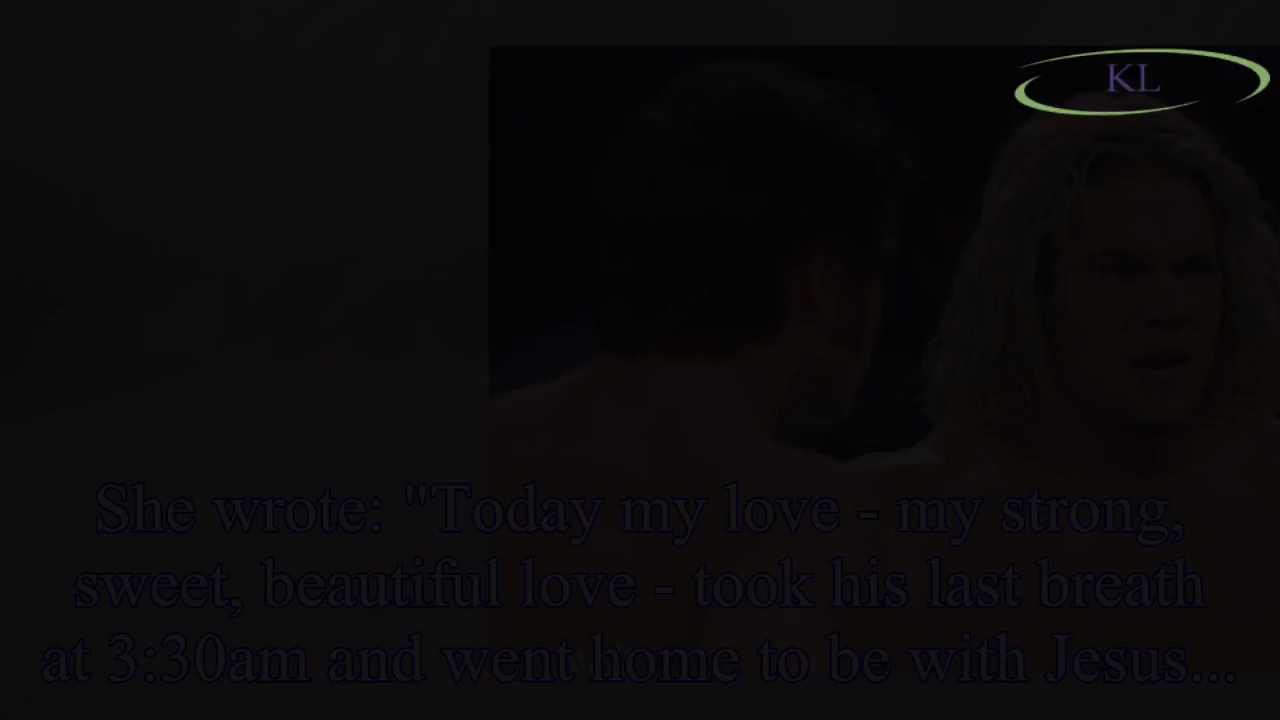 KL
She wrote: "Today my love - my strong,
sweet, beautiful love - took his last breath
at 3:30am and went home to be with Jesus...